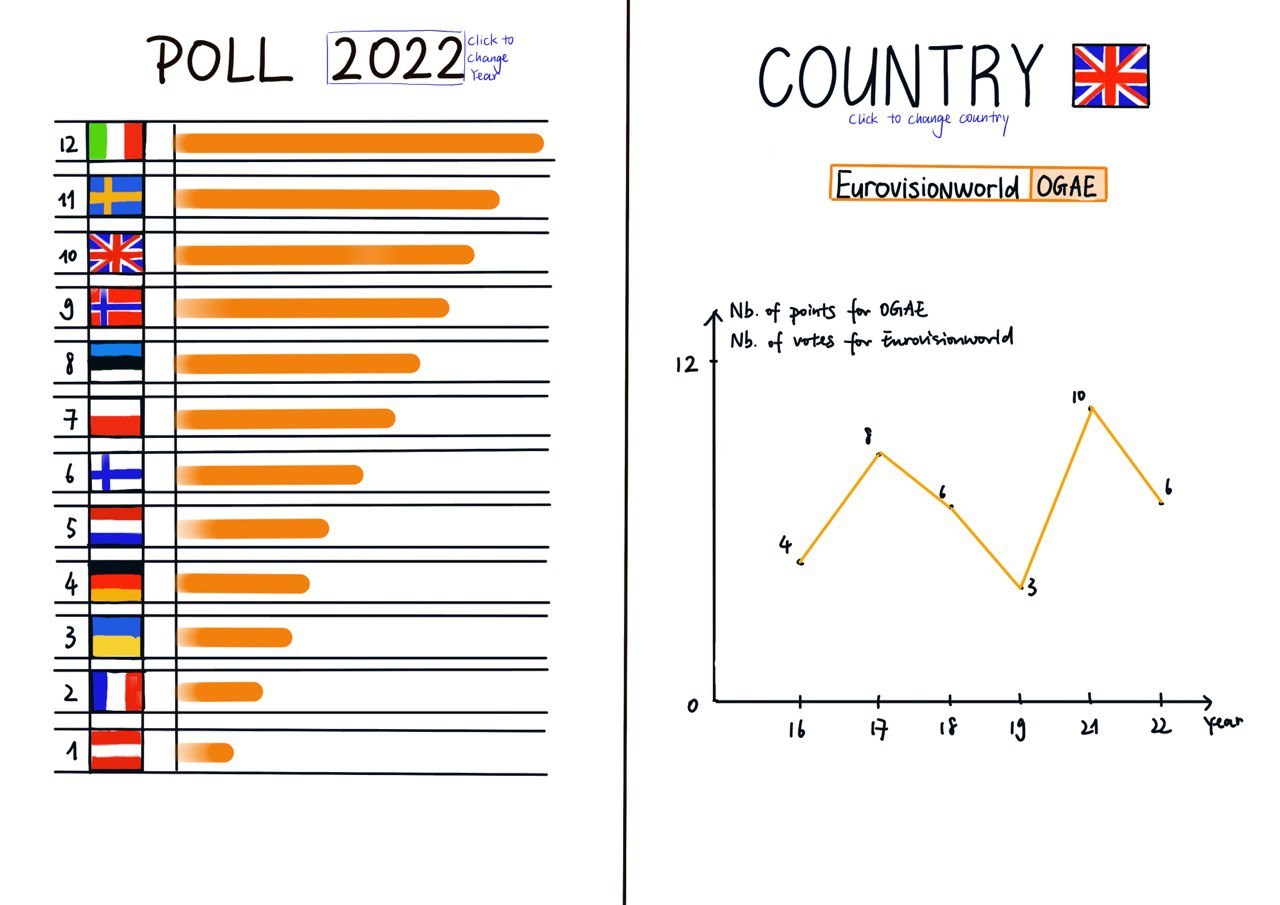 POLL 2022
Click to
change
Year
12
11
10
9
8
7
6
5
4
3
2
1
COUNTRY
Click to change country
Eurovisionworld OGAE
Nb. of points for OGAE
Nb. of votes for Eurovisionworld
12
10
8
6
6
4
3
0
16 17 18 19 21 22 Year